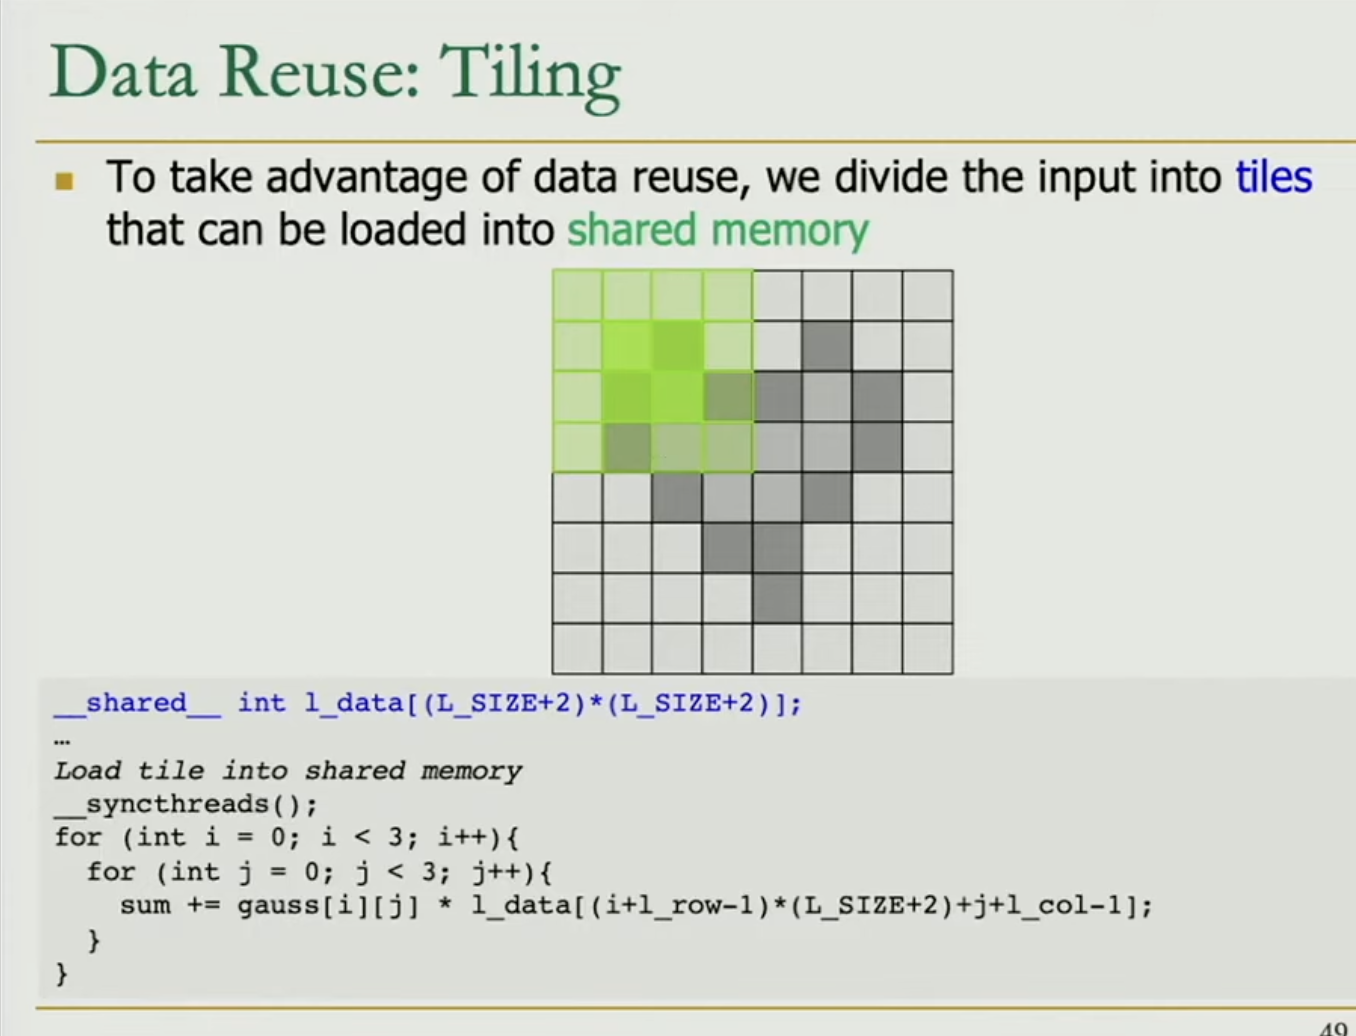 Data Reuse: Tiling
To take advantage of data reuse, we divide the input into tiles
that can be loaded into shared memory
__shared__ int l_data[(L_SIZE+2)*(L_SIZE+2)];
…
Load tile into shared memory
__syncthreads();
for (int i = 0; i < 3; i++){
for (int j = 0; j < 3; j++){
sum += gauss[i][j] * l_data[(i+l_row-1)*(L_SIZE+2)+j+l_col-1];
}
}
49